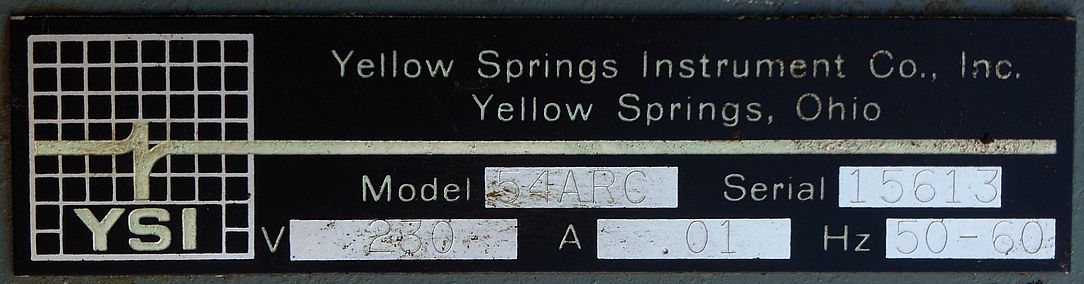 Yellow Springs Instrument Co., Inc.
Yellow Springs, Ohio
Model 54ARC Serial 15613
YSI
V 230 A 01 Hz 50-60